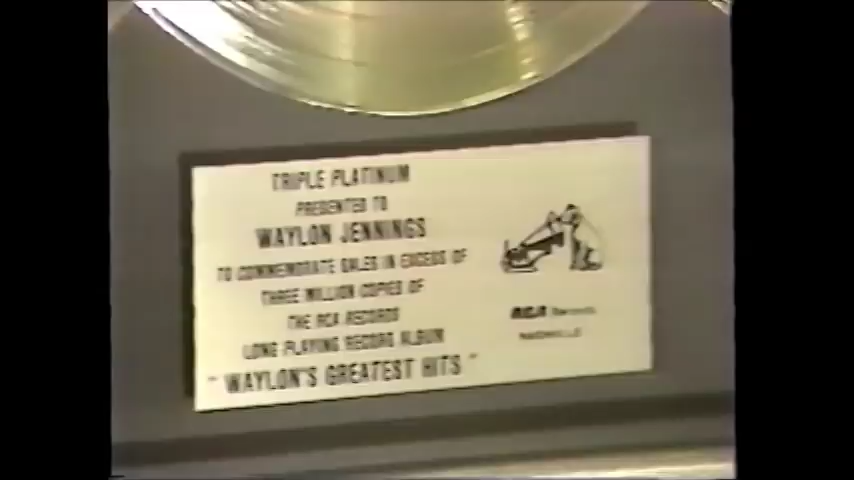 TRIPLE PLATINUM
PRESENTED TO
WAYLON JENNINGS
TO COMMEMORATE SALES IN EXCESS OF
THREE MILLION COPIES OF
THE RCA RECORDS
LONG PLAYING RECORD ALBUM
"WAYLON'S GREATEST HITS"
RCA Records
NASHVILLE